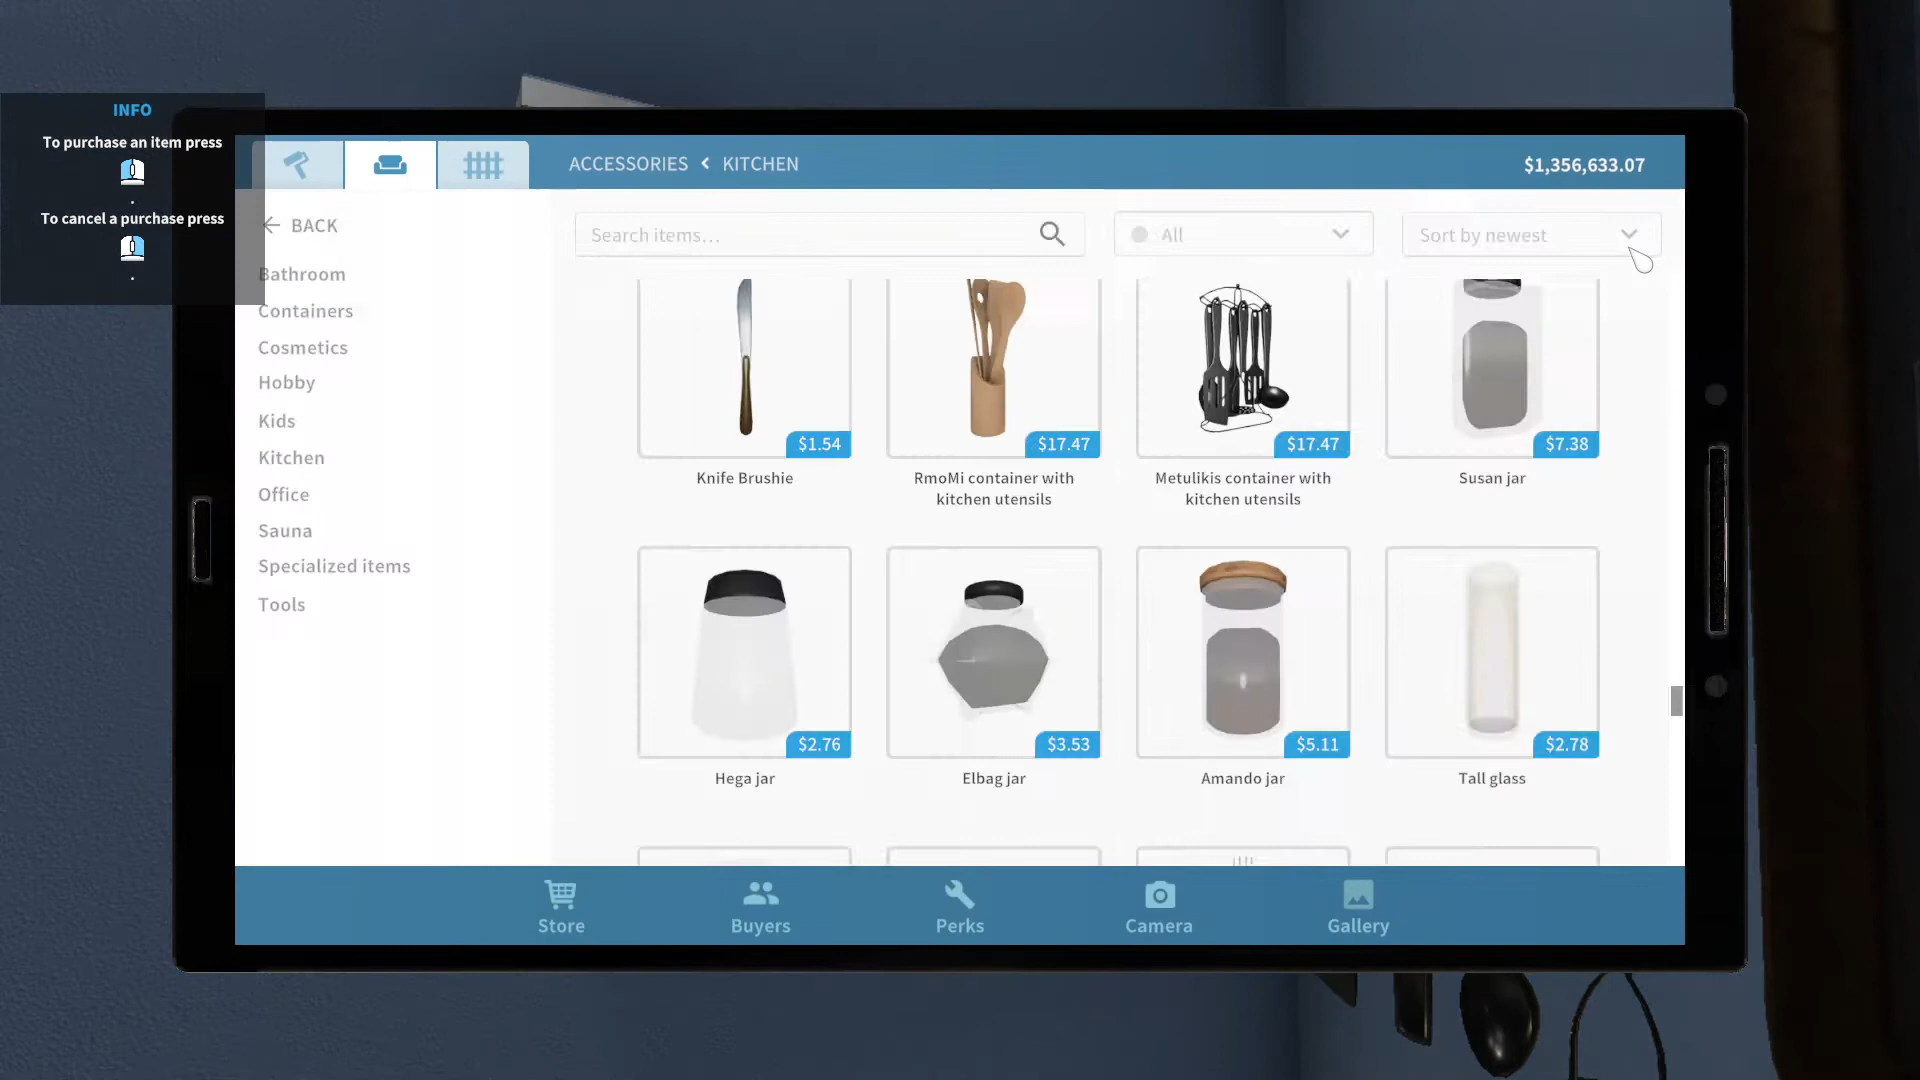 INFO
To purchase an item press
.
To cancel a purchase press
.
ACCESSORIES < KITCHEN
$1,356,633.07
BACK
Search items...
All
Sort by newest
Bathroom
Containers
Cosmetics
Hobby
Kids
Kitchen
Office
Sauna
Specialized items
Tools
$1.54
$17.47
$17.47
$7.38
Knife Brushie
RmoMi container with
kitchen utensils
Metulikis container with
kitchen utensils
Susan jar
$2.76
$3.53
$5.11
$2.78
Hega jar
Elbag jar
Amando jar
Tall glass
Store
Buyers
Perks
Camera
Gallery